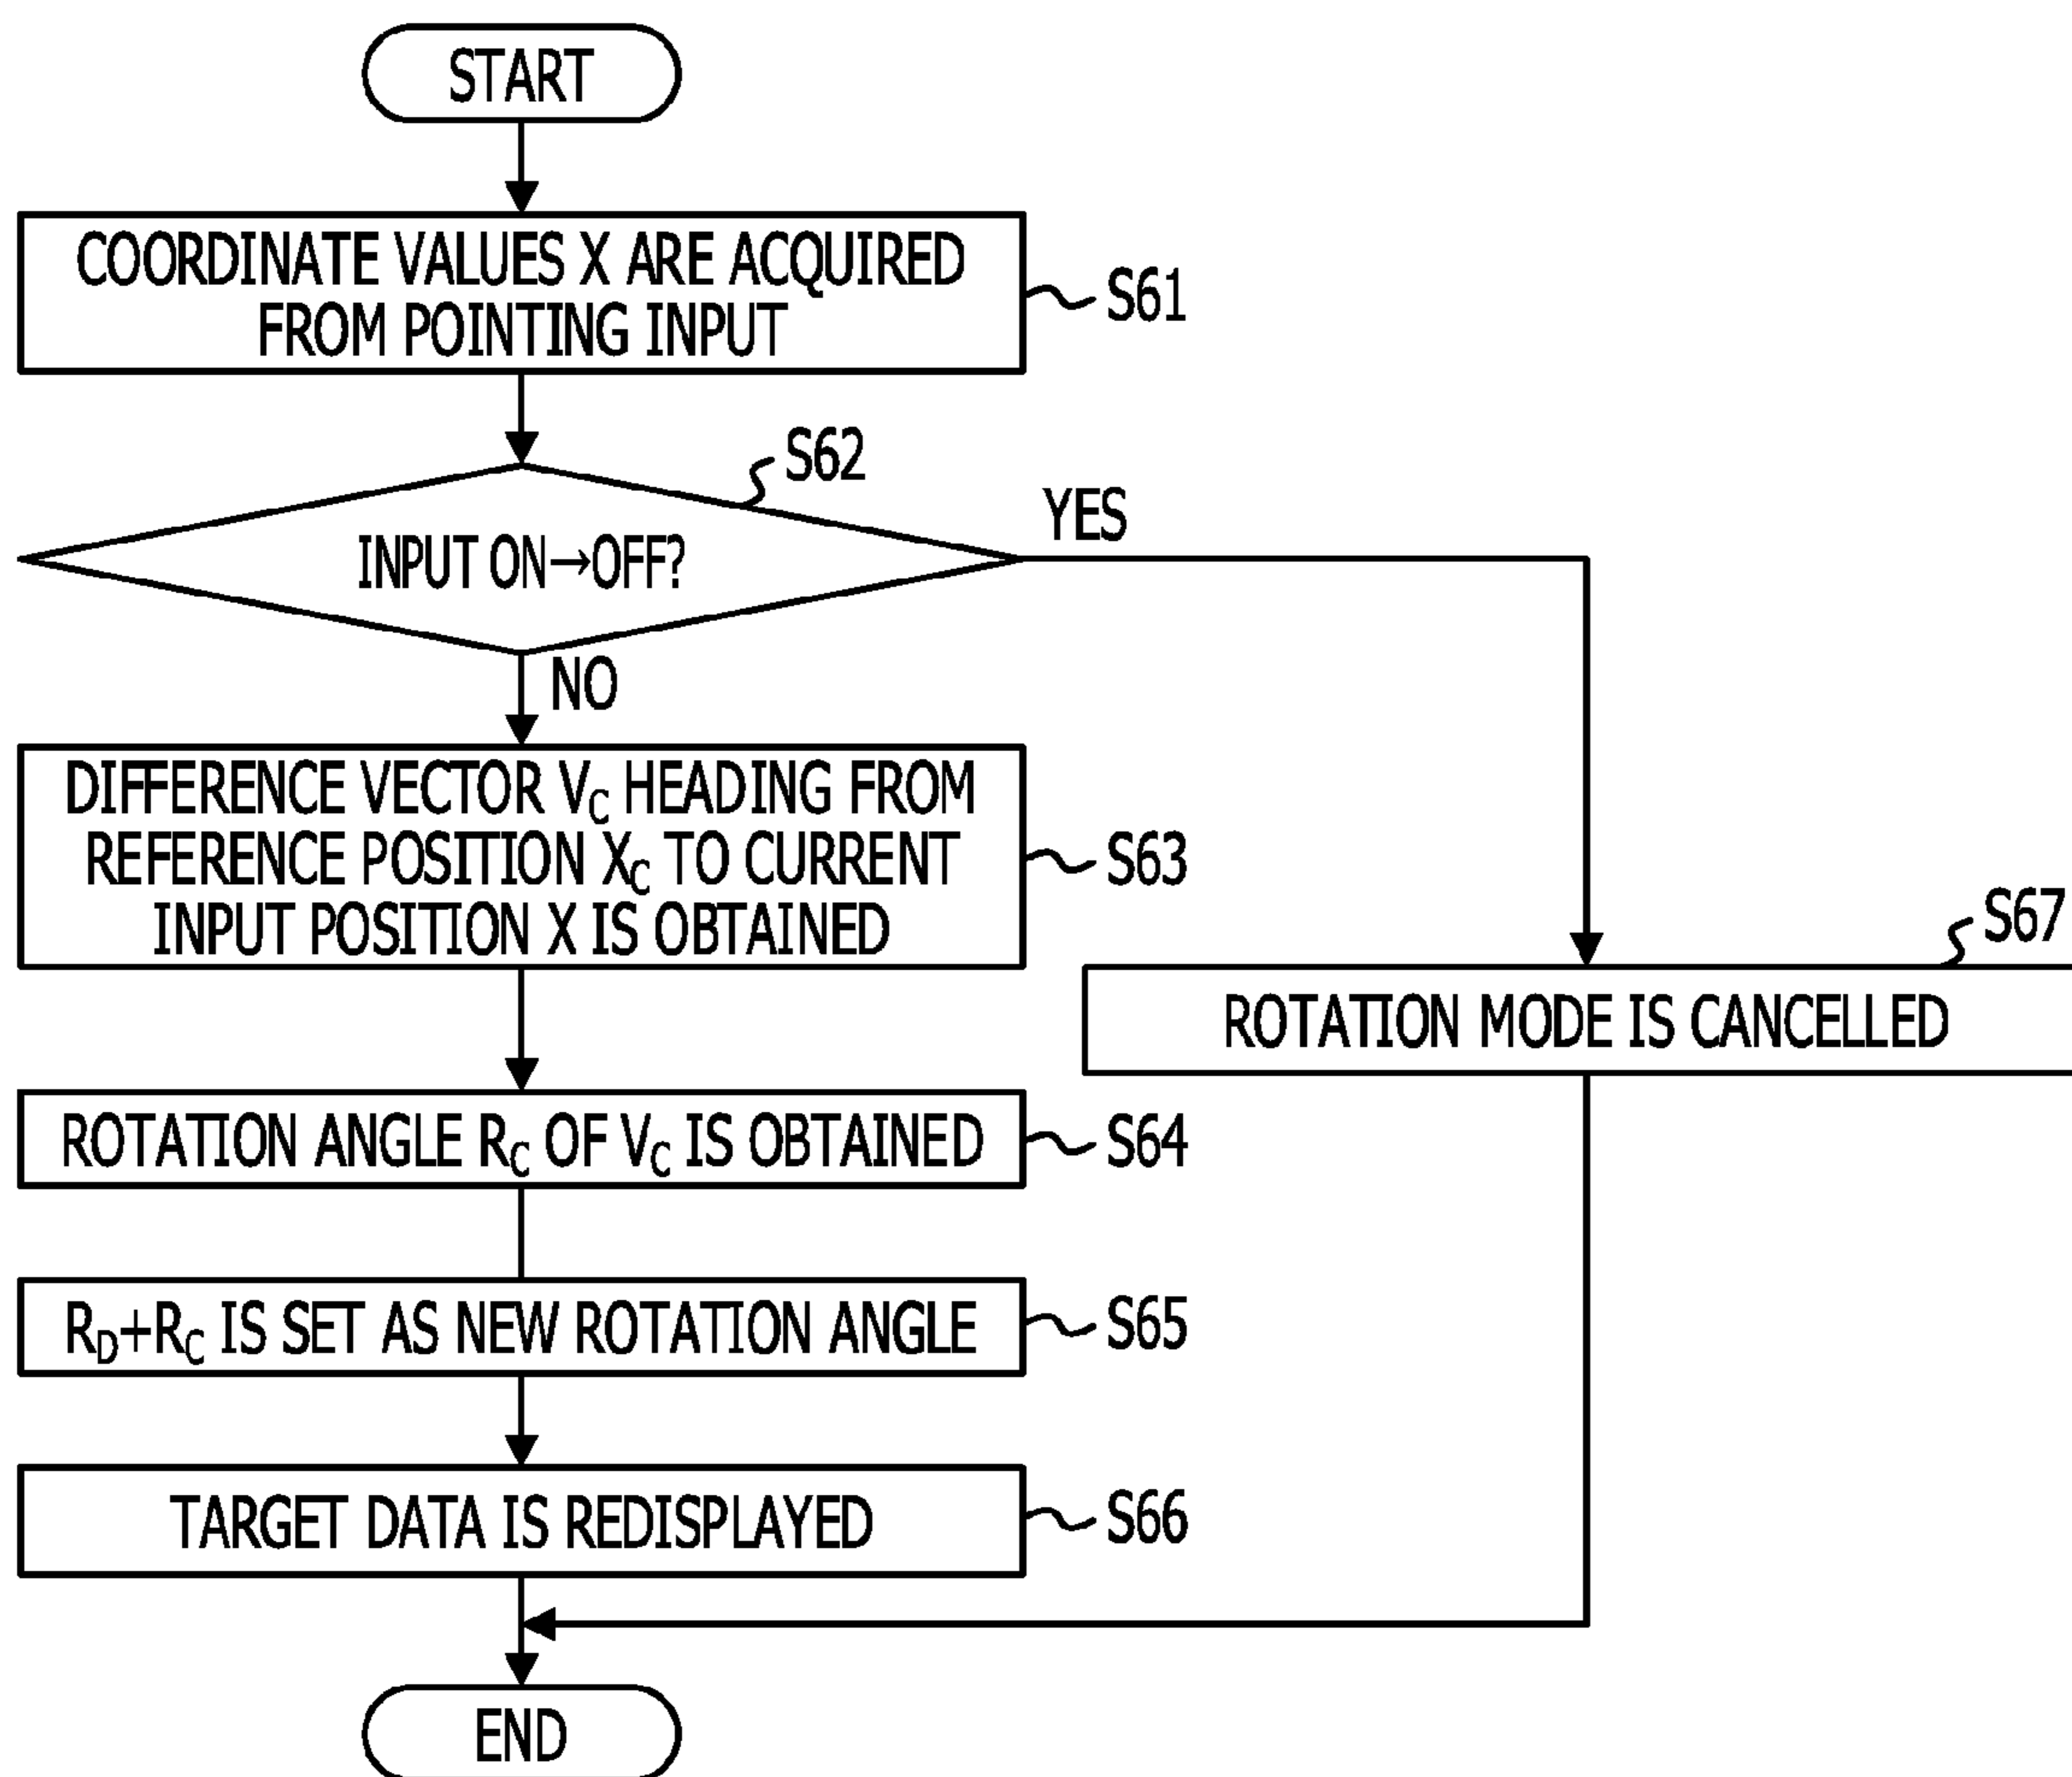 START
COORDINATE VALUES X ARE ACQUIRED
FROM POINTING INPUT
S61
S62
INPUT ON→OFF?
YES
NO
DIFFERENCE VECTOR VC HEADING FROM
REFERENCE POSITION XC TO CURRENT
INPUT POSITION X IS OBTAINED
S63
S67
ROTATION MODE IS CANCELLED
ROTATION ANGLE RC OF VC IS OBTAINED
S64
RD+RC IS SET AS NEW ROTATION ANGLE
S65
TARGET DATA IS REDISPLAYED
S66
END